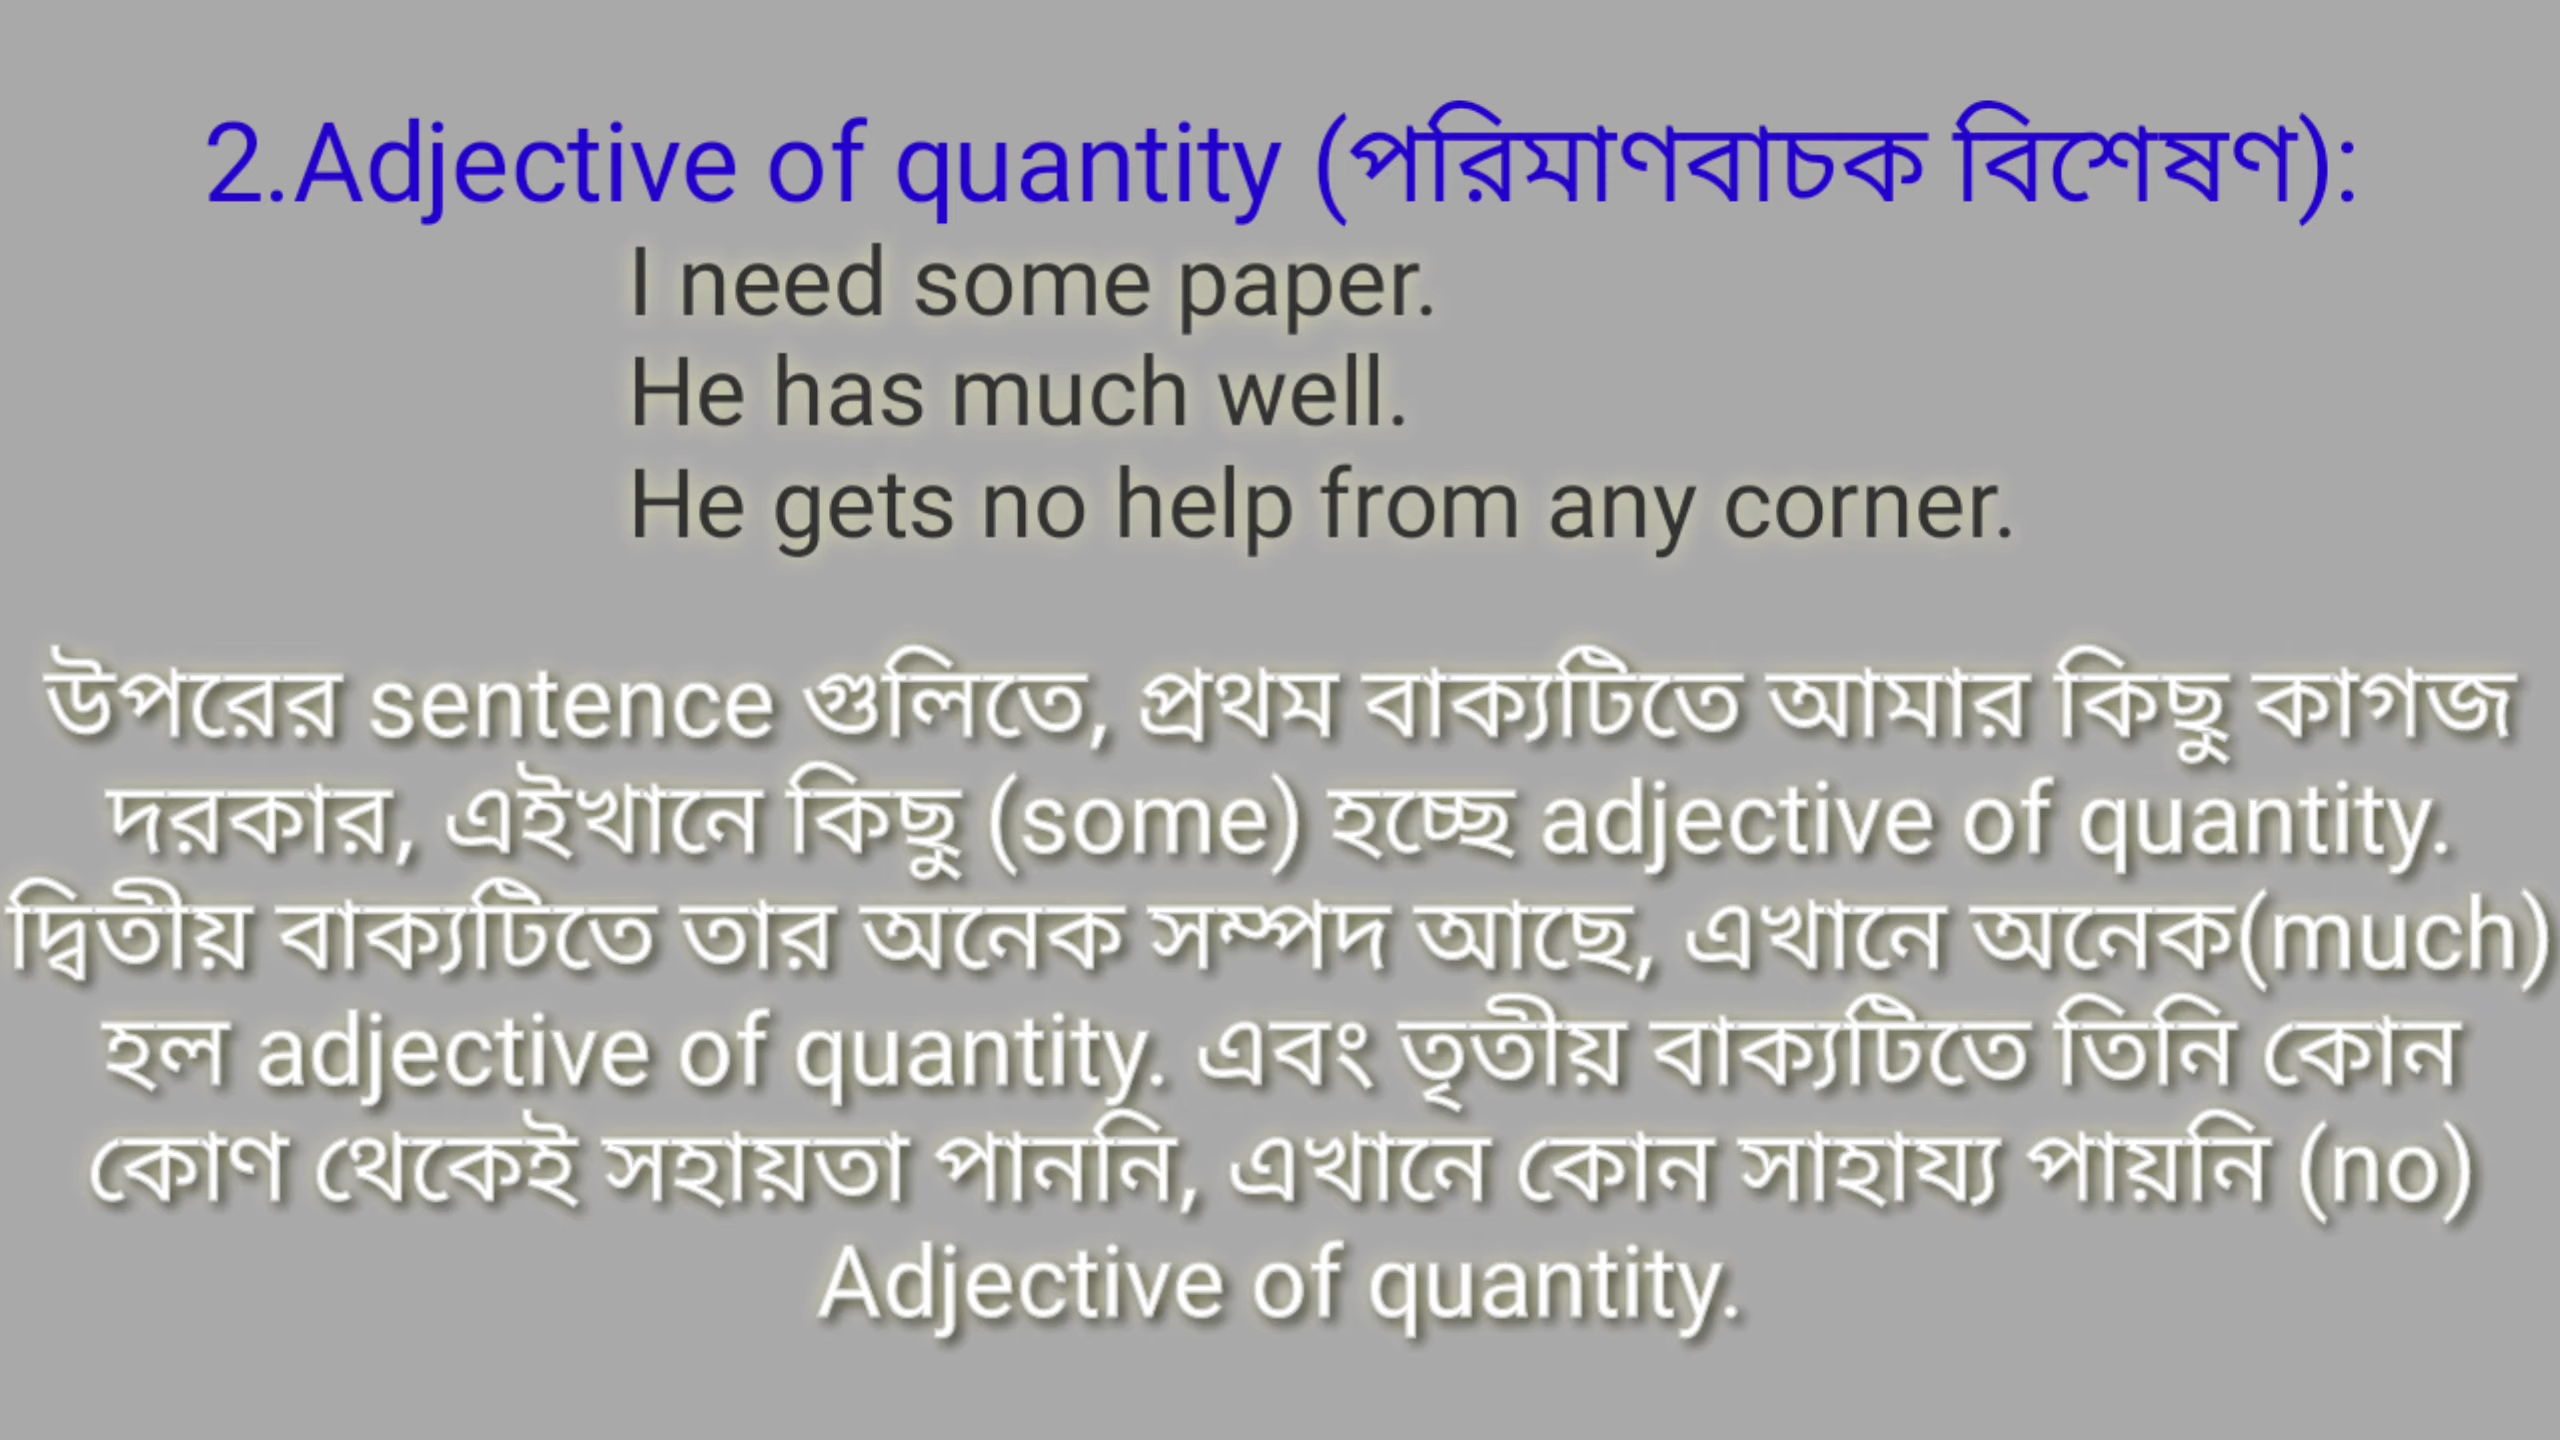 2.Adjective of quantity (পরিমাণবাচক বিশেষণ):
I need some paper.
He has much well.
He gets no help from any corner.
উপরের sentence গুলিতে, প্রথম বাক্যটিতে আমার কিছু কাগজ
দরকার, এইখানে কিছু (some) হচ্ছে adjective of quantity.
দ্বিতীয় বাক্যটিতে তার অনেক সম্পদ আছে, এখানে অনেক(much)
হল adjective of quantity. এবং তৃতীয় বাক্যটিতে তিনি কোন
কোণ থেকেই সহায়তা পাননি, এখানে কোন সাহায্য পায়নি (no)
Adjective of quantity.